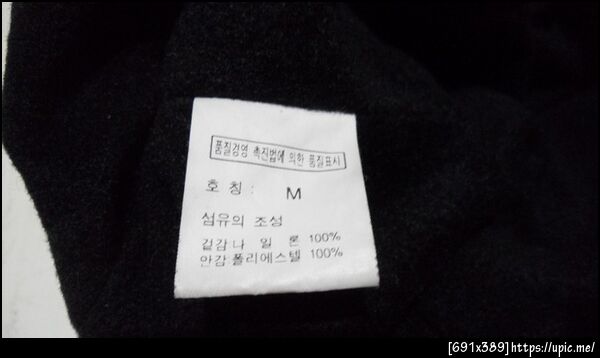 품질경영 촉진법에 의한 품질표시
호 칭 : M
섬유의 조성
겉감 나 일 론 100%
안감 폴리에스텔 100%
[691x389]https://upic.me/